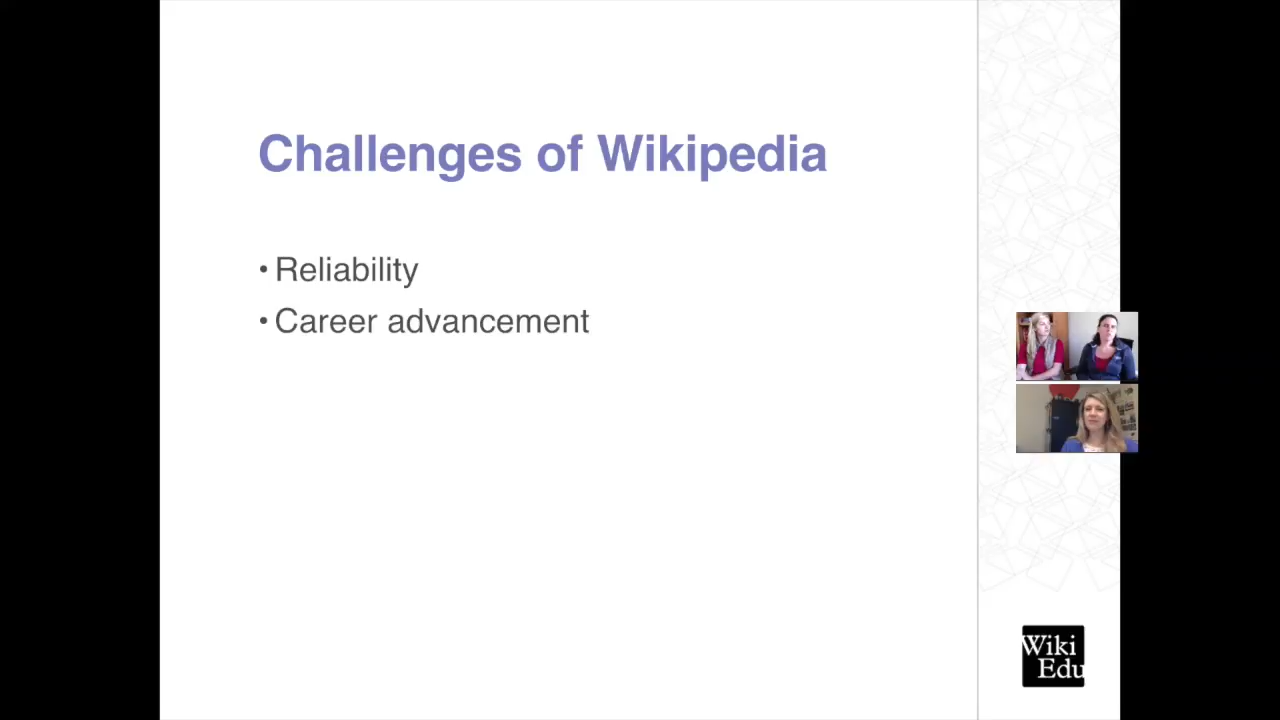 Challenges of Wikipedia
• Reliability
• Career advancement
Wiki
Edu